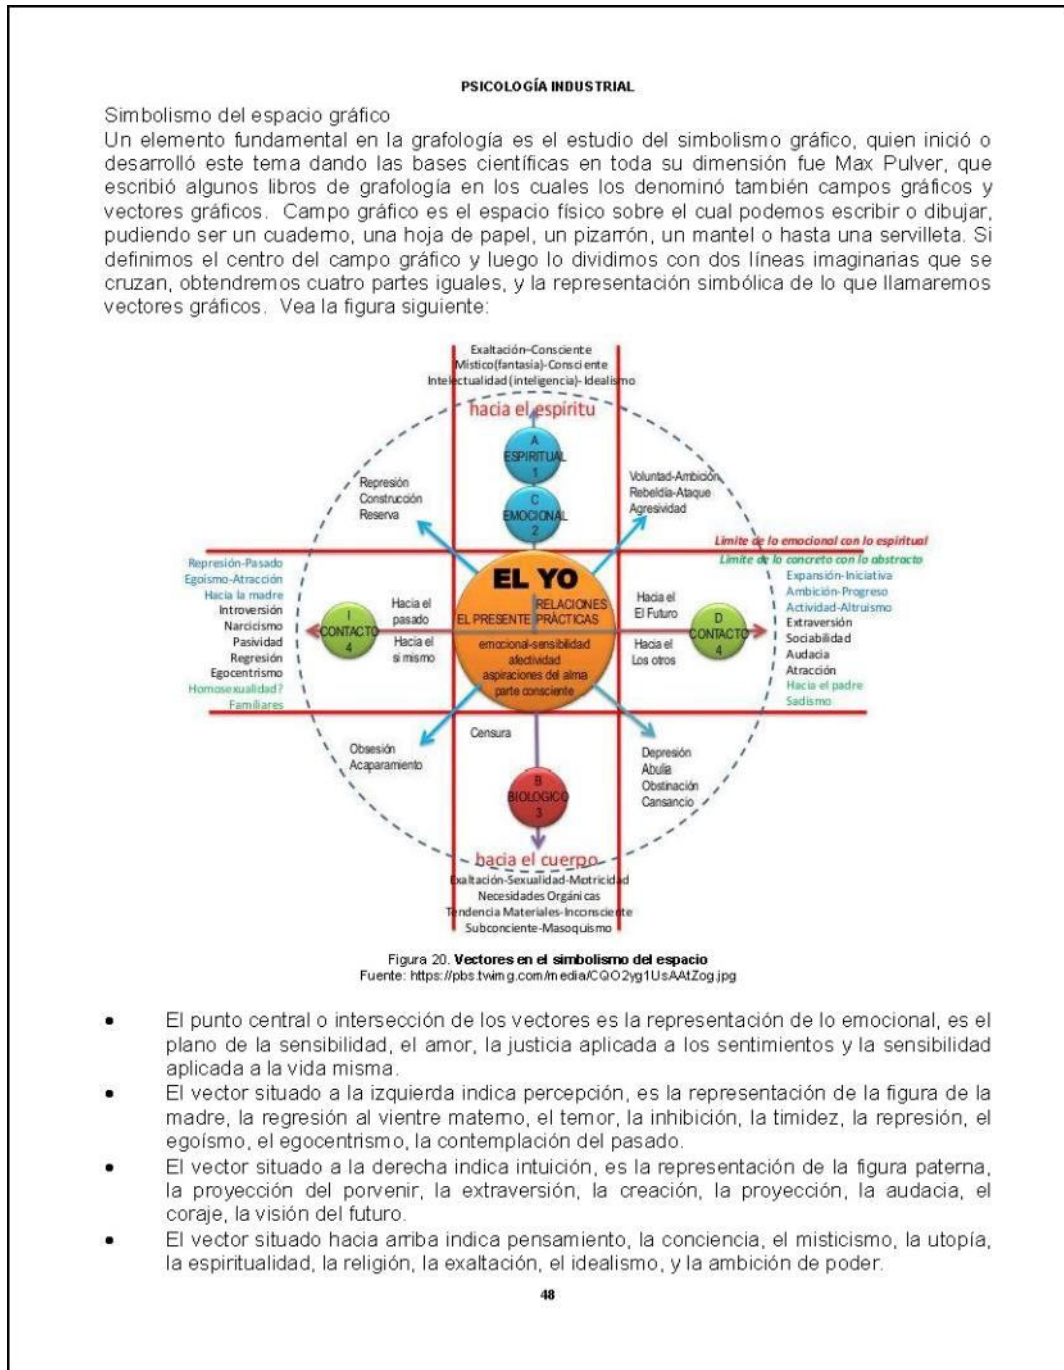 PSICOLOGÍA INDUSTRIAL
Simbolismo del espacio gráfico
Un elemento fundamental en la grafología es el estudio del simbolismo gráfico, quien inició o
desarrolló este tema dando las bases científicas en toda su dimensión fue Max Pulver, que
escribió algunos libros de grafología en los cuales los denominó también campos gráficos y
vectores gráficos. Campo gráfico es el espacio físico sobre el cual podemos escribir o dibujar,
pudiendo ser un cuaderno, una hoja de papel, un pizarrón, un mantel o hasta una servilleta. Si
definimos el centro del campo gráfico y luego lo dividimos con dos líneas imaginarias que se
cruzan, obtendremos cuatro partes iguales, y la representación simbólica de lo que llamaremos
vectores gráficos. Vea la figura siguiente:
Exaltación-Consciente
Místico(fantasía)-Consciente
Intelectualidad(inteligencia)-Idealismo
hacia el espíritu
A
ESPIRITUAL
1
C
EMOCIONAL
2
Represión
Construcción
Reserva
Voluntad-Ambición
Rebeldía-Ataque
Agresividad
Límite de lo emocional con lo espiritual
Límite de lo concreto con lo abstracto
Represión-Pasado
Egoísmo-Atracción
Hacia la madre
Introversión
Narcicismo
Pasividad
Regresión
Egocentrismo
Homosexualidad?
Familiares
I
CONTACTO
4
Hacia el
pasado
Hacia el
si mismo
EL YO
EL PRESENTE
RELACIONES
PRÁCTICAS
emocional-sensibilidad
afectividad
aspiraciones del alma
parte consciente
Hacia el
El Futuro
Hacia el
Los otros
D
CONTACTO
4
Expansión-Iniciativa
Ambición-Progreso
Actividad-Altruismo
Extraversión
Sociabilidad
Audacia
Atracción
Hacia el padre
Sadismo
Obsesión
Acaparamiento
Censura
B
BIOLOGICO
3
Depresión
Abulia
Obstinación
Cansancio
hacia el cuerpo
Exaltación-Sexualidad-Motricidad
Necesidades Orgánicas
Tendencia Materiales-Inconsciente
Subconciente-Masoquismo
Figura 20. Vectores en el simbolismo del espacio
Fuente: https://pbs.twimg.com/media/CQO2yg1UsAAtZog.jpg
• El punto central o intersección de los vectores es la representación de lo emocional, es el
plano de la sensibilidad, el amor, la justicia aplicada a los sentimientos y la sensibilidad
aplicada a la vida misma.
• El vector situado a la izquierda indica percepción, es la representación de la figura de la
madre, la regresión al vientre materno, el temor, la inhibición, la timidez, la represión, el
egoísmo, el egocentrismo, la contemplación del pasado.
• El vector situado a la derecha indica intuición, es la representación de la figura paterna,
la proyección del porvenir, la extraversión, la creación, la proyección, la audacia, el
coraje, la visión del futuro.
• El vector situado hacia arriba indica pensamiento, la conciencia, el misticismo, la utopía,
la espiritualidad, la religión, la exaltación, el idealismo, y la ambición de poder.
48